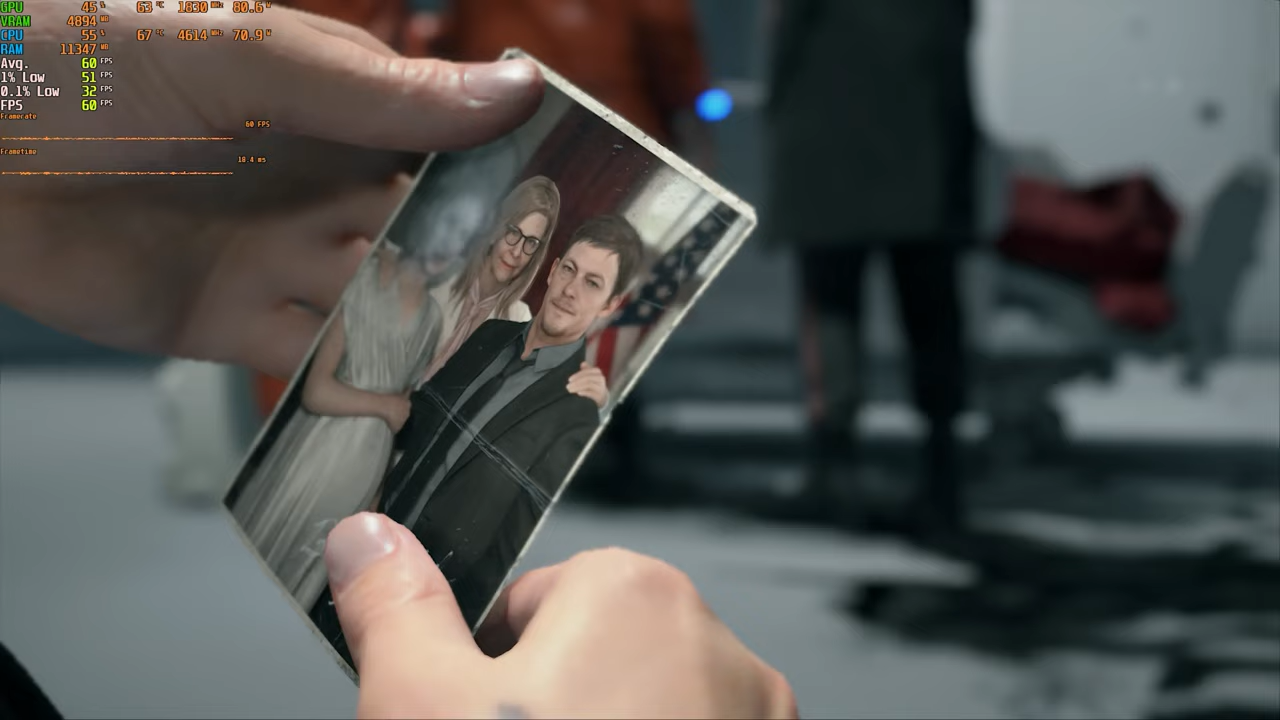 GPU 45 % 63 °C 1830 MHz 80.6 W
VRAM 4894 MB
CPU 55 % 67 °C 4614 MHz 70.9 W
RAM 11347 MB
Avg. 60 FPS
1% Low 51 FPS
0.1% Low 32 FPS
FPS 60 FPS
Framerate
60 FPS
Frametime
18.4 ms